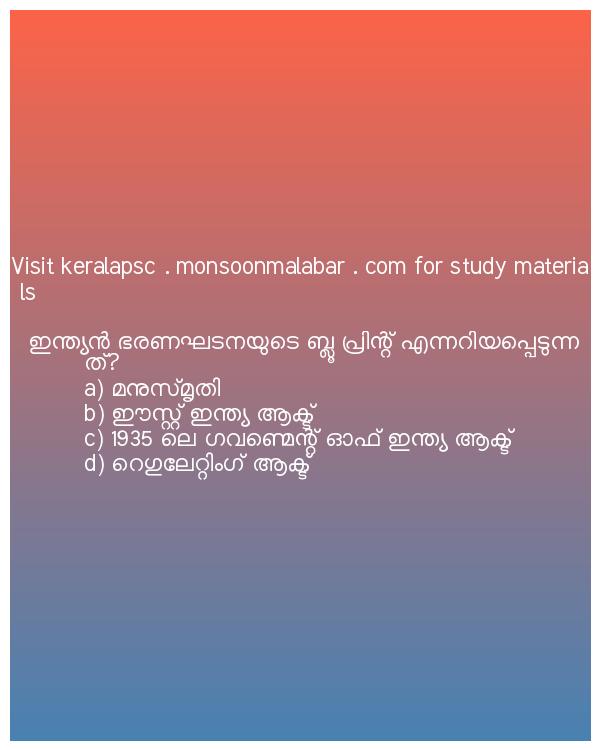 Visit keralapsc . monsoonmalabar . com for study materia
ls
ഇന്ത്യൻ ഭരണഘടനയുടെ ബ്ലൂ പ്രിന്റ് എന്നറിയപ്പെടുന്ന
ത്?
a) മനുസ്മൃതി
b) ഈസ്റ്റ് ഇന്ത്യ ആക്ട്
c) 1935 ലെ ഗവണ്മെന്റ് ഓഫ് ഇന്ത്യ ആക്ട്
d) റെഗുലേറ്റിംഗ് ആക്ട്